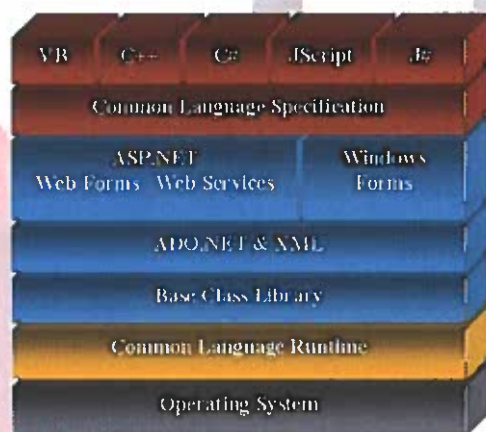 VB C++ C# JScript J#
Common Language Specification
ASP.NET Windows
Web Forms Web Services Forms
ADO.NET & XML
Base Class Library
Common Language Runtime
Operating System